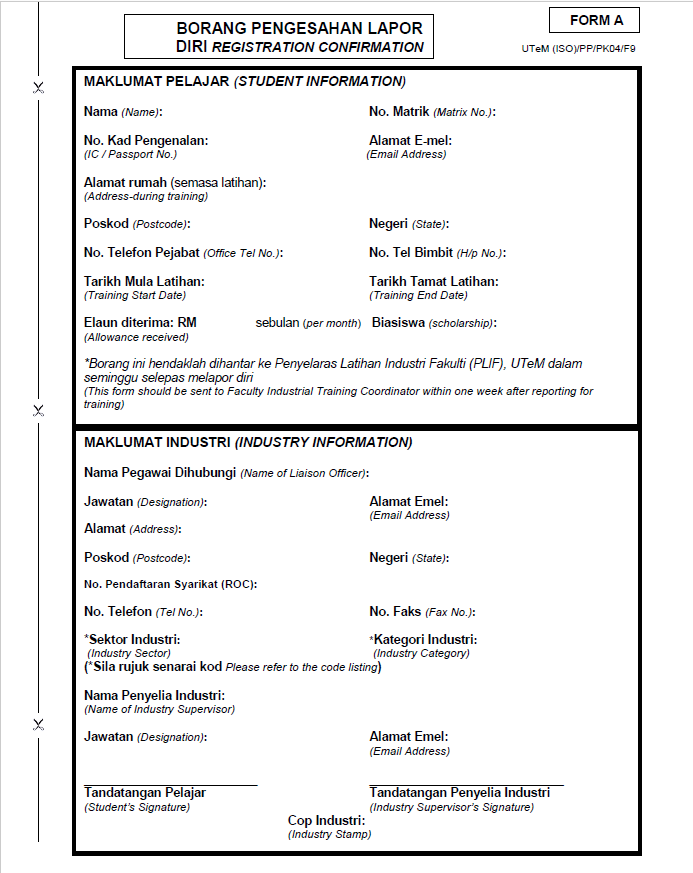 BORANG PENGESAHAN LAPOR
DIRI REGISTRATION CONFIRMATION
FORM A
UTeM (ISO)/PP/PK04/F9
MAKLUMAT PELAJAR (STUDENT INFORMATION)
Nama (Name): No. Matrik (Matrix No.):
No. Kad Pengenalan: Alamat E-mel:
(IC / Passport No.) (Email Address)
Alamat rumah (semasa latihan):
(Address-during training)
Poskod (Postcode): Negeri (State):
No. Telefon Pejabat (Office Tel No.): No. Tel Bimbit (H/p No.):
Tarikh Mula Latihan: Tarikh Tamat Latihan:
(Training Start Date) (Training End Date)
Elaun diterima: RM sebulan (per month) Biasiswa (scholarship):
(Allowance received)
*Borang ini hendaklah dihantar ke Penyelaras Latihan Industri Fakulti (PLIF), UTeM dalam
seminggu selepas melapor diri
(This form should be sent to Faculty Industrial Training Coordinator within one week after reporting for
training)
MAKLUMAT INDUSTRI (INDUSTRY INFORMATION)
Nama Pegawai Dihubungi (Name of Liaison Officer):
Jawatan (Designation): Alamat Emel:
(Email Address)
Alamat (Address):
Poskod (Postcode): Negeri (State):
No. Pendaftaran Syarikat (ROC):
No. Telefon (Tel No.): No. Faks (Fax No.):
*Sektor Industri: *Kategori Industri:
(Industry Sector) (Industry Category)
(*Sila rujuk senarai kod Please refer to the code listing)
Nama Penyelia Industri:
(Name of Industry Supervisor)
Jawatan (Designation): Alamat Emel:
(Email Address)
Tandatangan Pelajar Tandatangan Penyelia Industri
(Student's Signature) (Industry Supervisor's Signature)
Cop Industri:
(Industry Stamp)